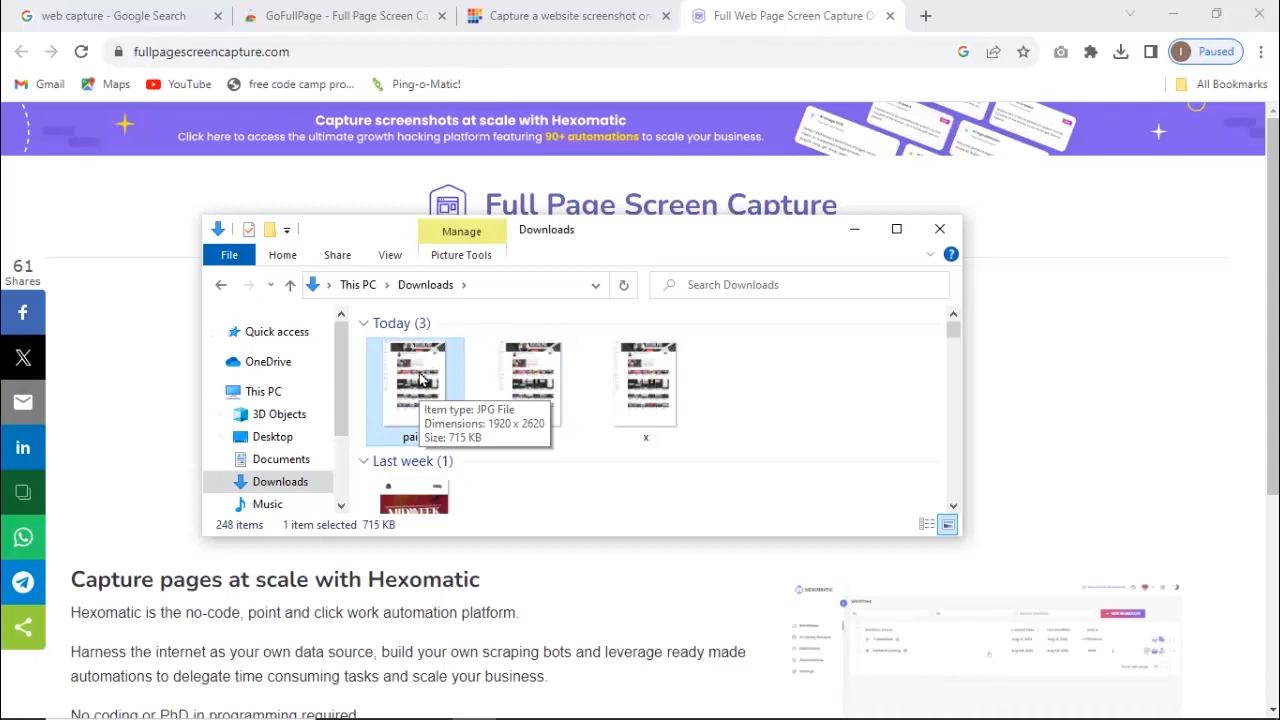 web capture - Google Search
GoFullPage - Full Page Screen Ca
Capture a website screenshot on
Full Web Page Screen Capture O
fullpagescreencapture.com
Paused
Gmail
Maps
YouTube
free code camp pro...
Ping-o-Matic!
All Bookmarks
Capture screenshots at scale with Hexomatic
Click here to access the ultimate growth hacking platform featuring 90+ automations to scale your business.
Full Page Screen Capture
61
Shares
Manage
Downloads
File
Home
Share
View
Picture Tools
This PC
Downloads
Search Downloads
Quick access
OneDrive
This PC
3D Objects
Desktop
Documents
Downloads
Music
Today (3)
pai
x
Item type: JPG File
Dimensions: 1920 x 2620
Size: 715 KB
Last week (1)
248 items
1 item selected
715 KB
Capture pages at scale with Hexomatic
Hexomatic is a no-code point and click work automation platform.
Harness the internet as your own data source, build your own scraping bots and leverage ready made
automations to delegate time consuming tasks and scale your business.
No coding or PhD in programming required.
HEXOMATIC